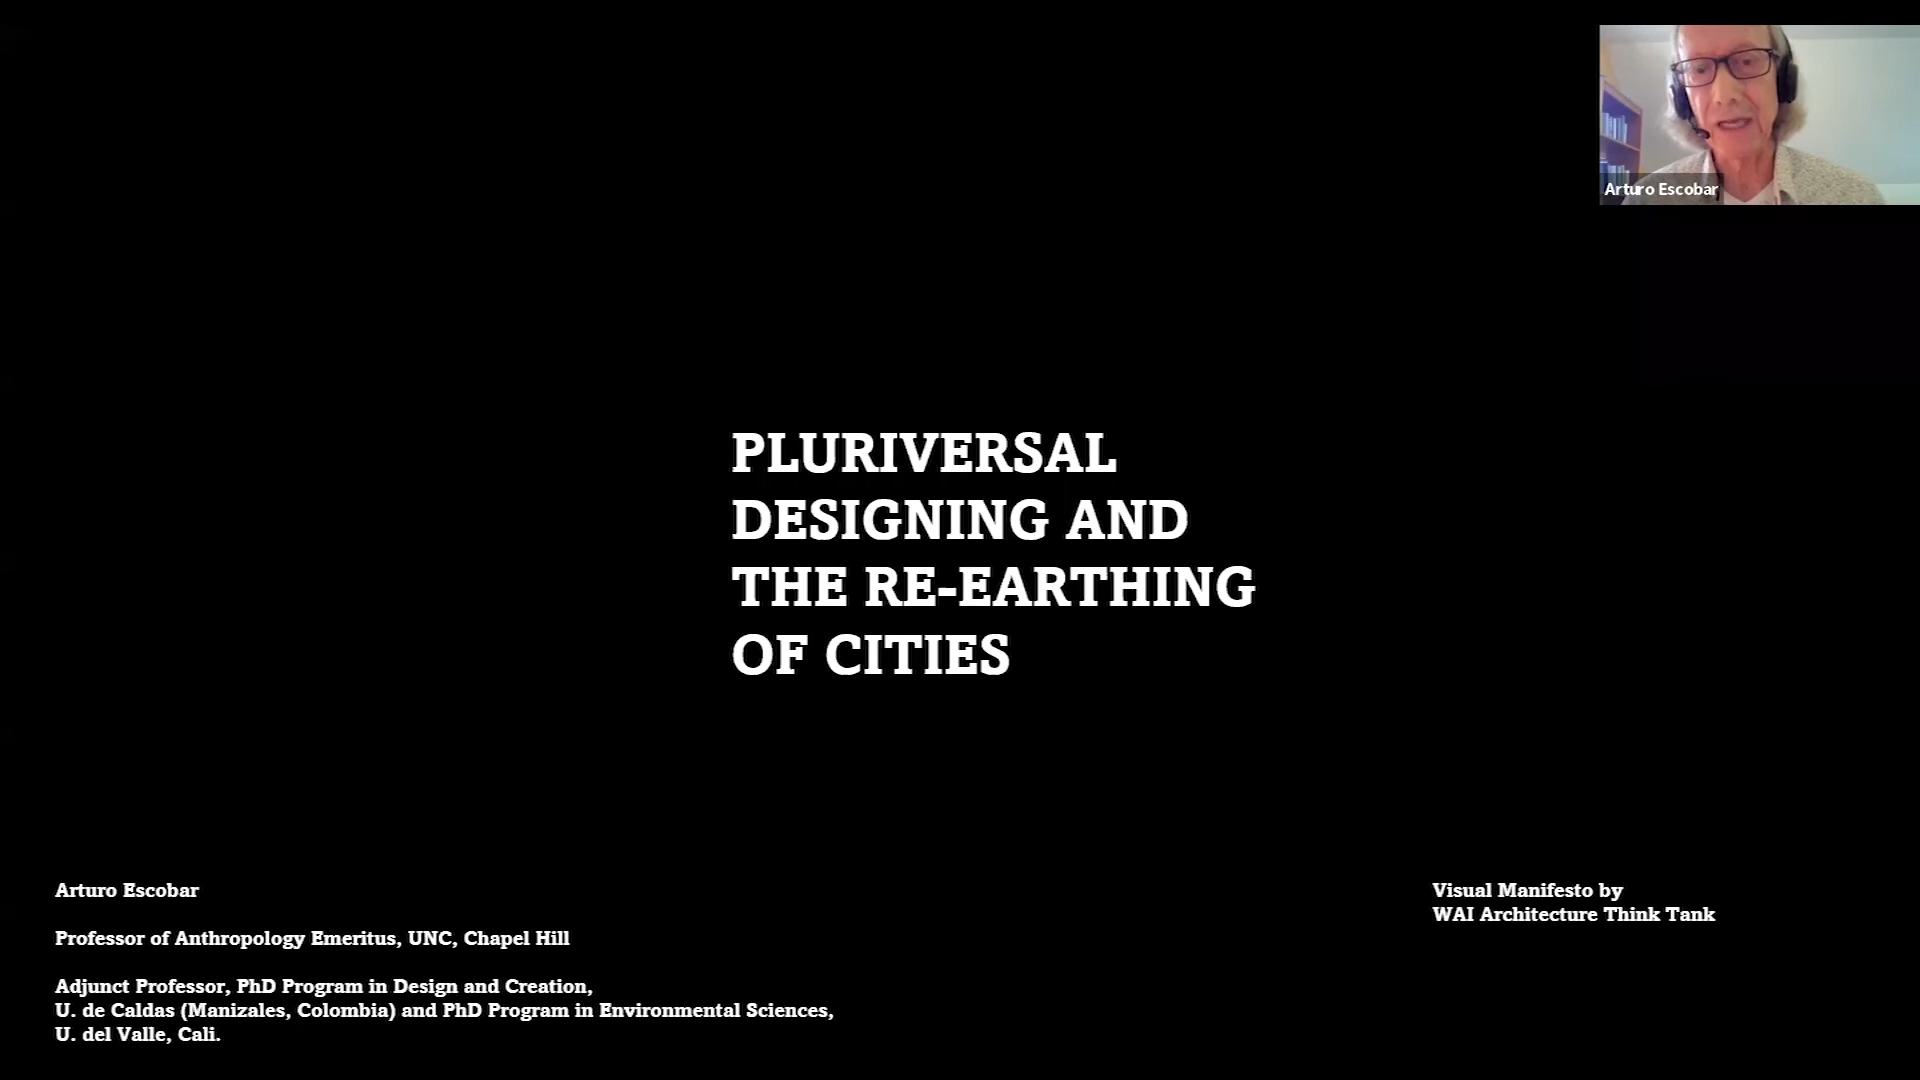 Arturo Escobar
PLURIVERSAL
DESIGNING AND
THE RE-EARTHING
OF CITIES
Arturo Escobar
Professor of Anthropology Emeritus, UNC, Chapel Hill
Adjunct Professor, PhD Program in Design and Creation,
U. de Caldas (Manizales, Colombia) and PhD Program in Environmental Sciences,
U. del Valle, Cali.
Visual Manifesto by
WAI Architecture Think Tank